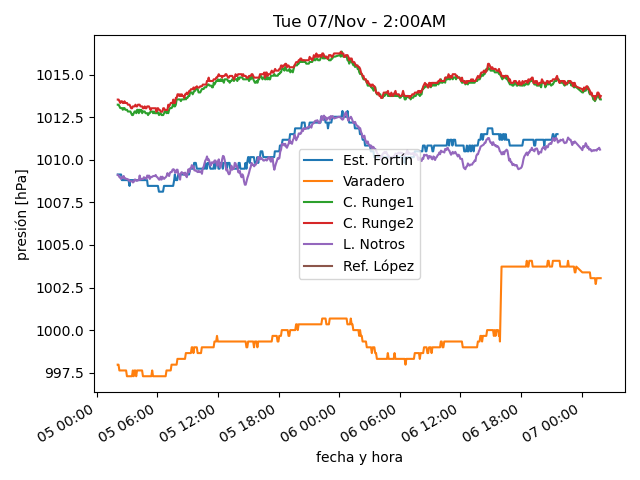 Tue 07/Nov - 2:00AM
presión [hPa]
1015.0
1012.5
1010.0
1007.5
1005.0
1002.5
1000.0
997.5
Est. Fortín
Varadero
C. Runge1
C. Runge2
L. Notros
Ref. López
05 00:00
05 06:00
05 12:00
05 18:00
06 00:00
06 06:00
06 12:00
06 18:00
07 00:00
fecha y hora